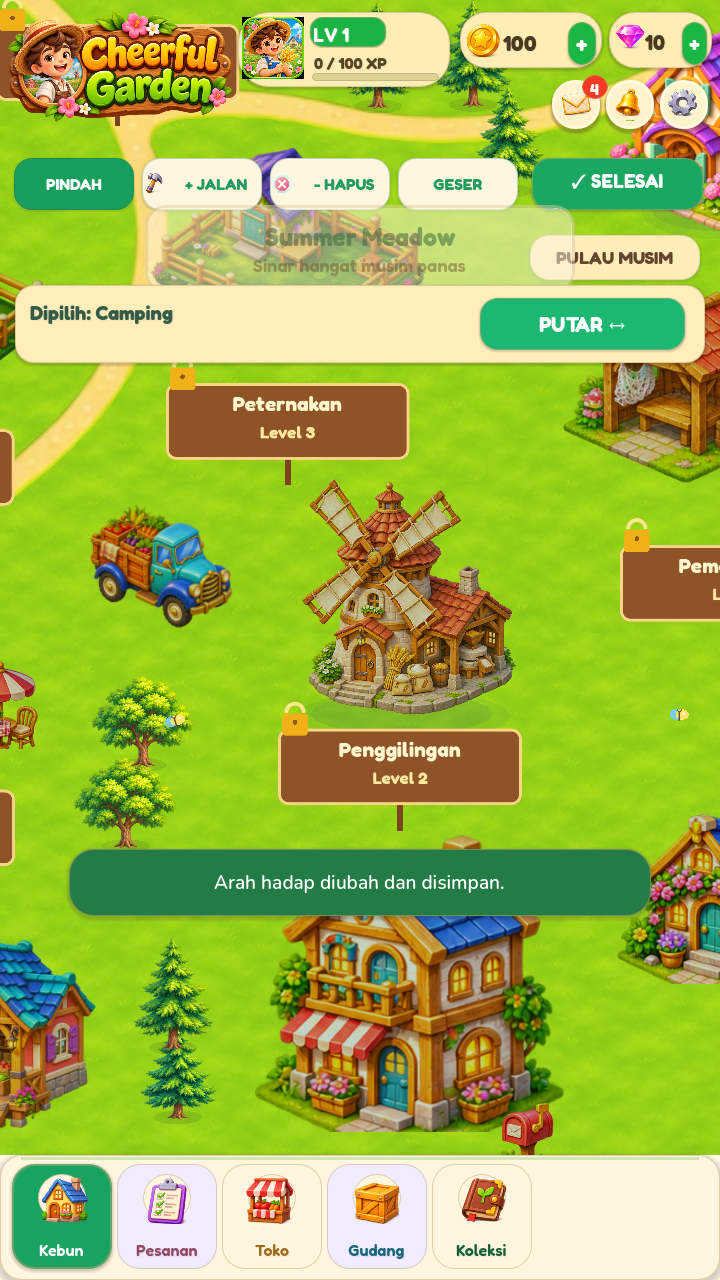 Cheerful
Garden
LV 1
0 / 100 XP
100
+
10
+
4
PINDAH
+ JALAN
- HAPUS
GESER
✓ SELESAI
Summer Meadow
Sinar hangat musim panas
PULAU MUSIM
Dipilih: Camping
PUTAR ↔
Peternakan
Level 3
Pem
L
Penggilingan
Level 2
Arah hadap diubah dan disimpan.
Kebun
Pesanan
Toko
Gudang
Koleksi